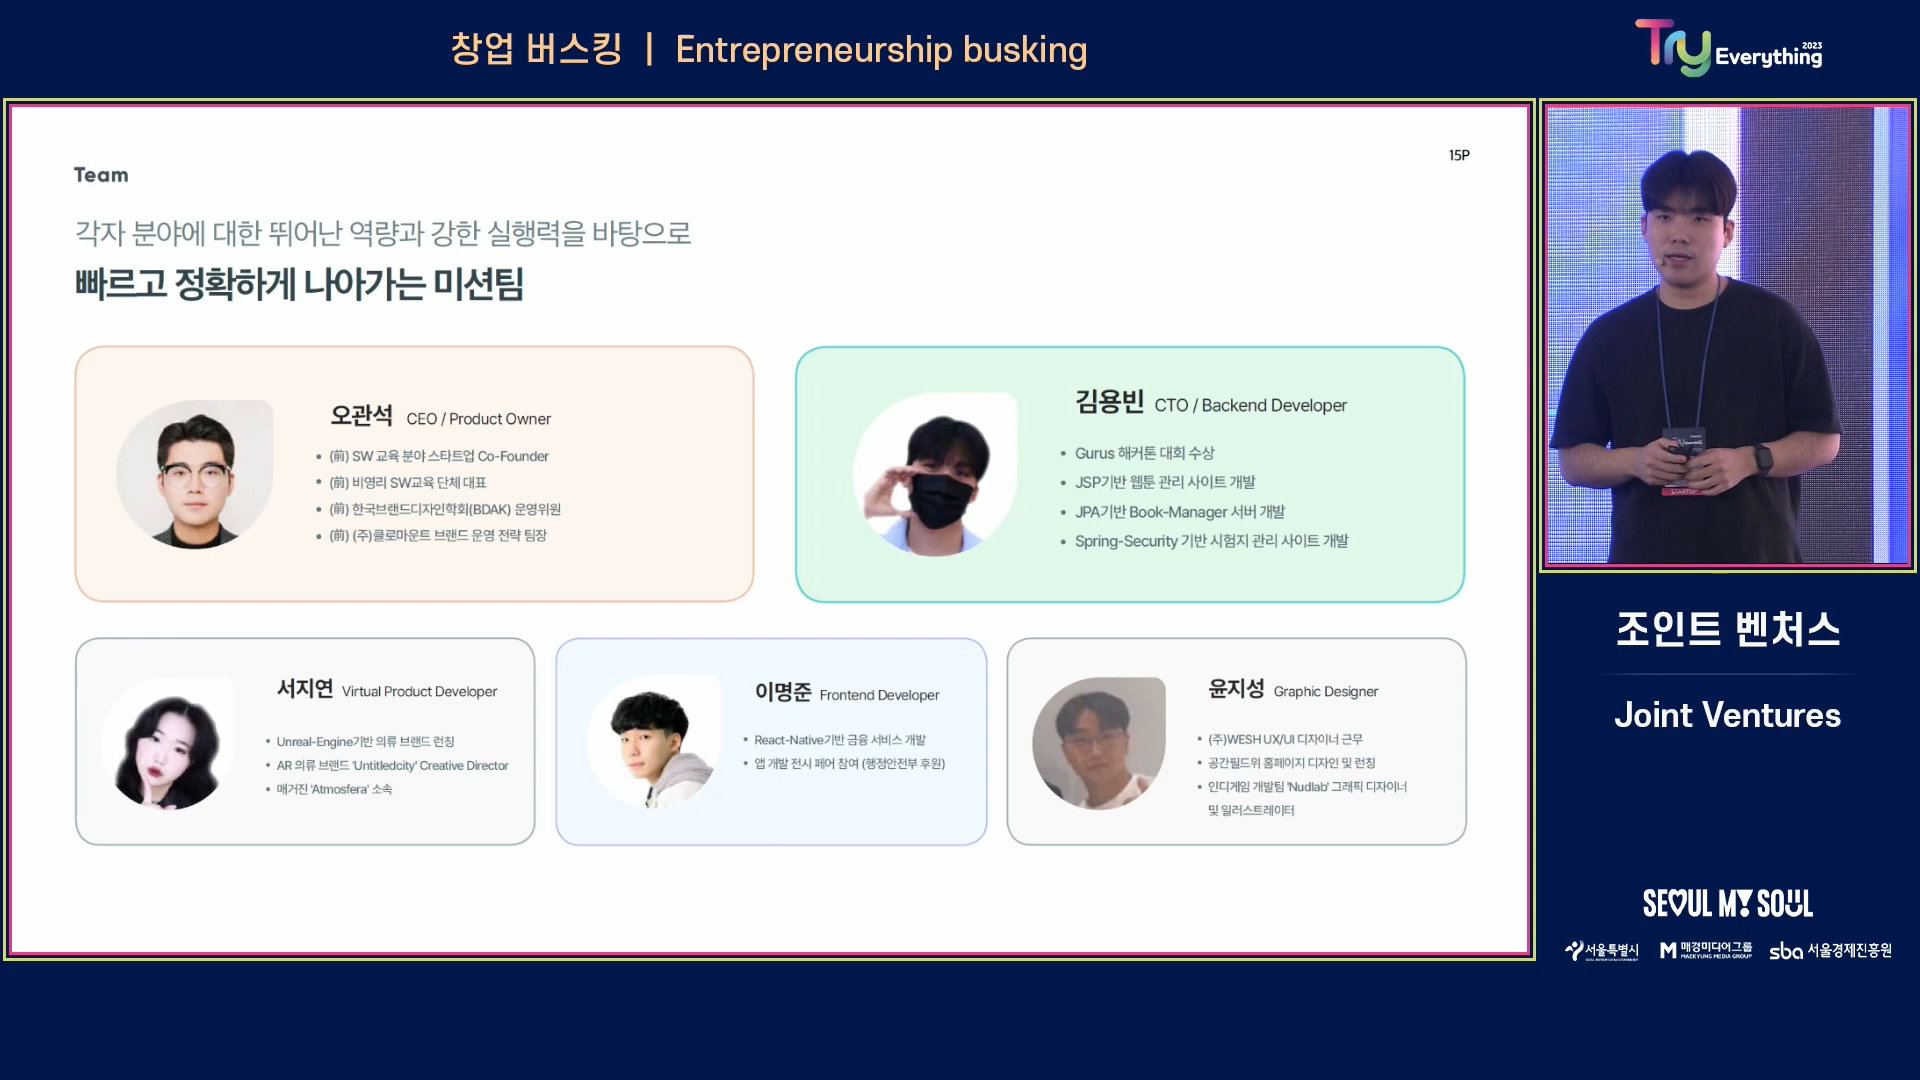 창업 버스킹 | Entrepreneurship busking
Try Everything 2023
15P
Team
각자 분야에 대한 뛰어난 역량과 강한 실행력을 바탕으로
빠르고 정확하게 나아가는 미션팀
오관석 CEO / Product Owner
• (前) SW 교육 분야 스타트업 Co-Founder
• (前) 비영리 SW교육 단체 대표
• (前) 한국브랜드디자인학회(BDAK) 운영위원
• (前) (주)클로마운트 브랜드 운영 전략 팀장
김용빈 CTO / Backend Developer
• Gurus 해커톤 대회 수상
• JSP기반 웹툰 관리 사이트 개발
• JPA기반 Book-Manager 서버 개발
• Spring-Security 기반 시험지 관리 사이트 개발
서지연 Virtual Product Developer
• Unreal-Engine기반 의류 브랜드 런칭
• AR 의류 브랜드 'Untitledcity' Creative Director
• 매거진 'Atmosfera' 소속
이명준 Frontend Developer
• React-Native기반 금융 서비스 개발
• 앱 개발 전시 페어 참여 (행정안전부 후원)
윤지성 Graphic Designer
• (주)WESH UX/UI 디자이너 근무
• 공간필드위 홈페이지 디자인 및 런칭
• 인디게임 개발팀 'Nudlab' 그래픽 디자이너
및 일러스트레이터
STARTUP
조인트 벤처스
Joint Ventures
SEOUL MY SOUL
서울특별시
매경미디어그룹
MAEKYUNG MEDIA GROUP
sba 서울경제진흥원